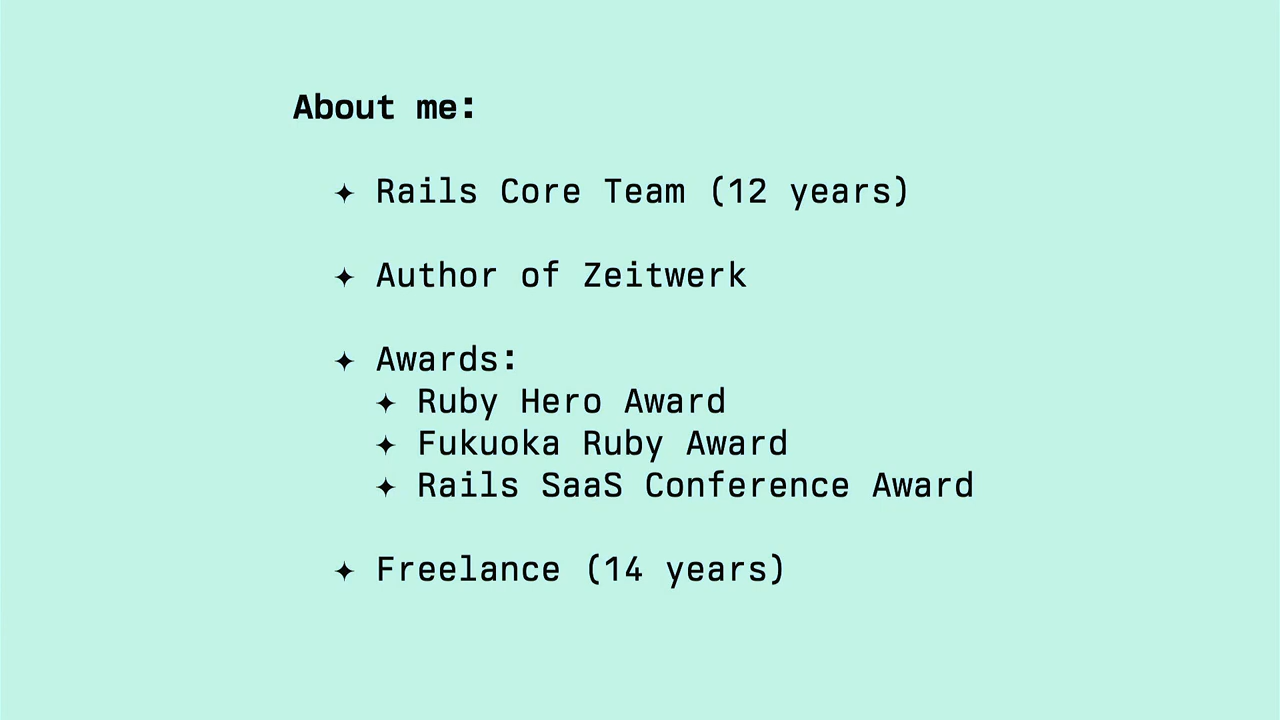 About me:
✦ Rails Core Team (12 years)
✦ Author of Zeitwerk
✦ Awards:
✦ Ruby Hero Award
✦ Fukuoka Ruby Award
✦ Rails SaaS Conference Award
✦ Freelance (14 years)